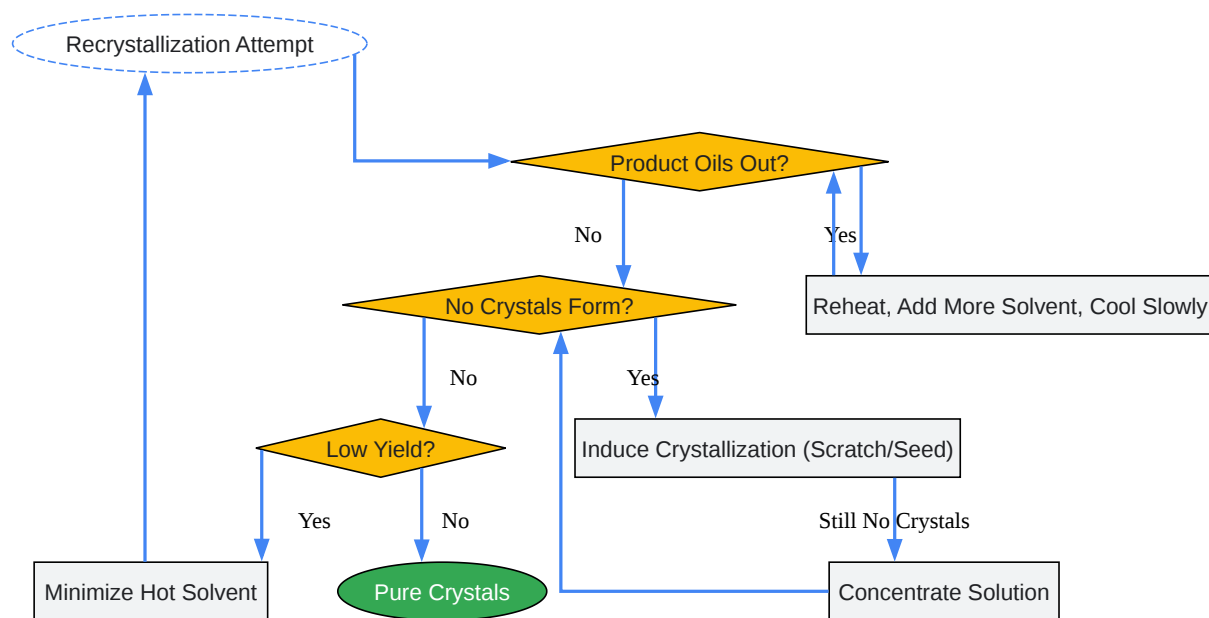 Recrystallization Attempt
Product Oils Out?
No
Yes
Reheat, Add More Solvent, Cool Slowly
No Crystals Form?
No
Yes
Low Yield?
Induce Crystallization (Scratch/Seed)
Yes
No
Still No Crystals
Minimize Hot Solvent
Pure Crystals
Concentrate Solution